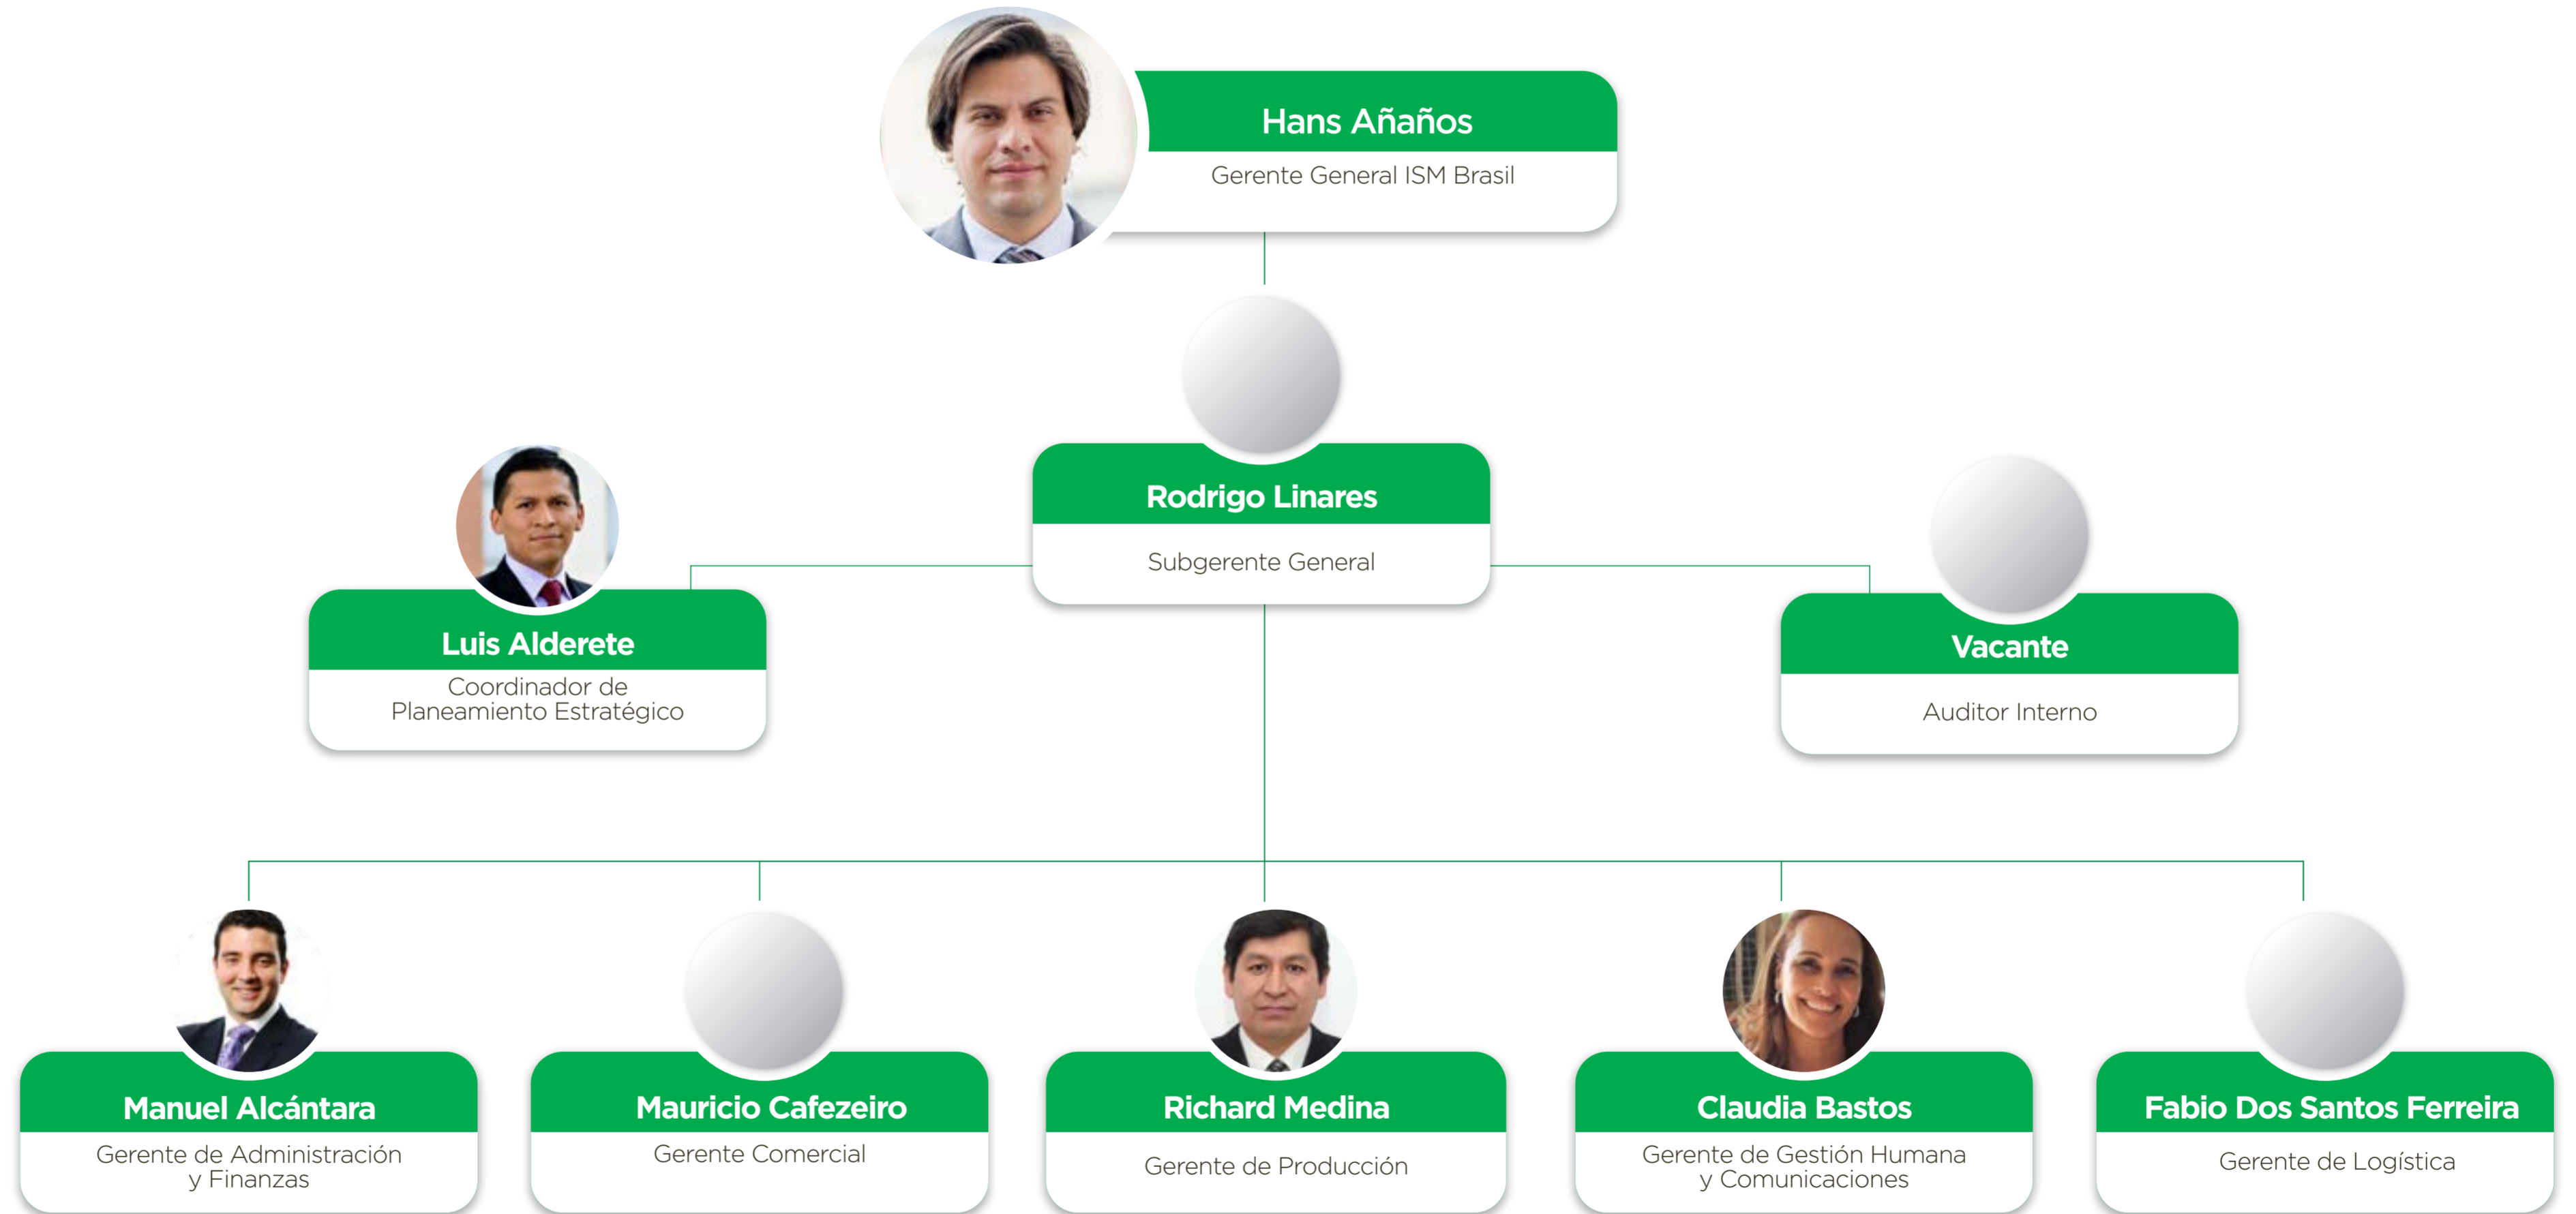 Hans Añaños
Gerente General ISM Brasil
Rodrigo Linares
Subgerente General
Luis Alderete
Coordinador de
Planeamiento Estratégico
Vacante
Auditor Interno
Manuel Alcántara
Gerente de Administración
y Finanzas
Mauricio Cafezeiro
Gerente Comercial
Richard Medina
Gerente de Producción
Claudia Bastos
Gerente de Gestión Humana
y Comunicaciones
Fabio Dos Santos Ferreira
Gerente de Logística